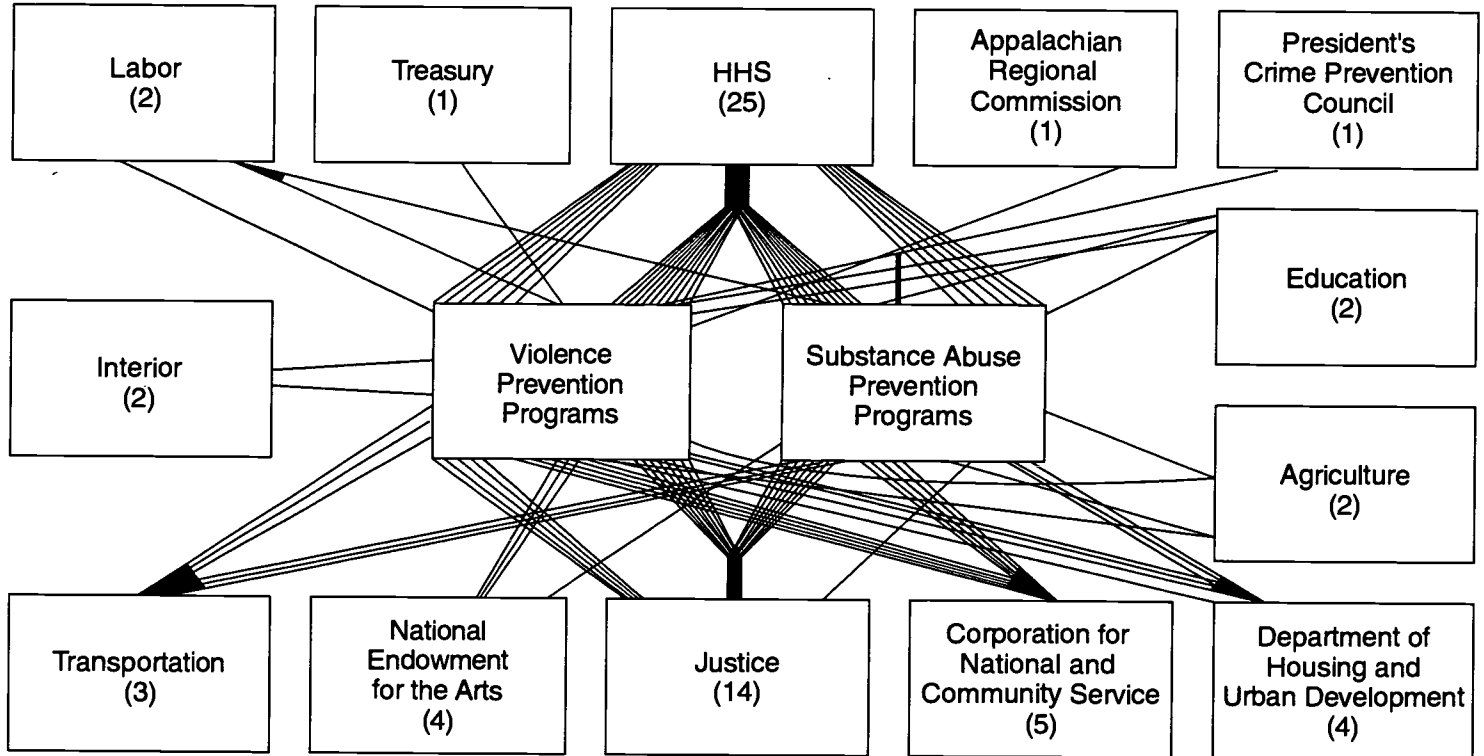 Labor
(2)
Treasury
(1)
HHS
(25)
Appalachian
Regional
Commission
(1)
President's
Crime Prevention
Council
(1)
Education
(2)
Interior
(2)
Violence
Prevention
Programs
Substance Abuse
Prevention
Programs
Agriculture
(2)
Transportation
(3)
National
Endowment
for the Arts
(4)
Justice
(14)
Corporation for
National and
Community Service
(5)
Department of
Housing and
Urban Development
(4)